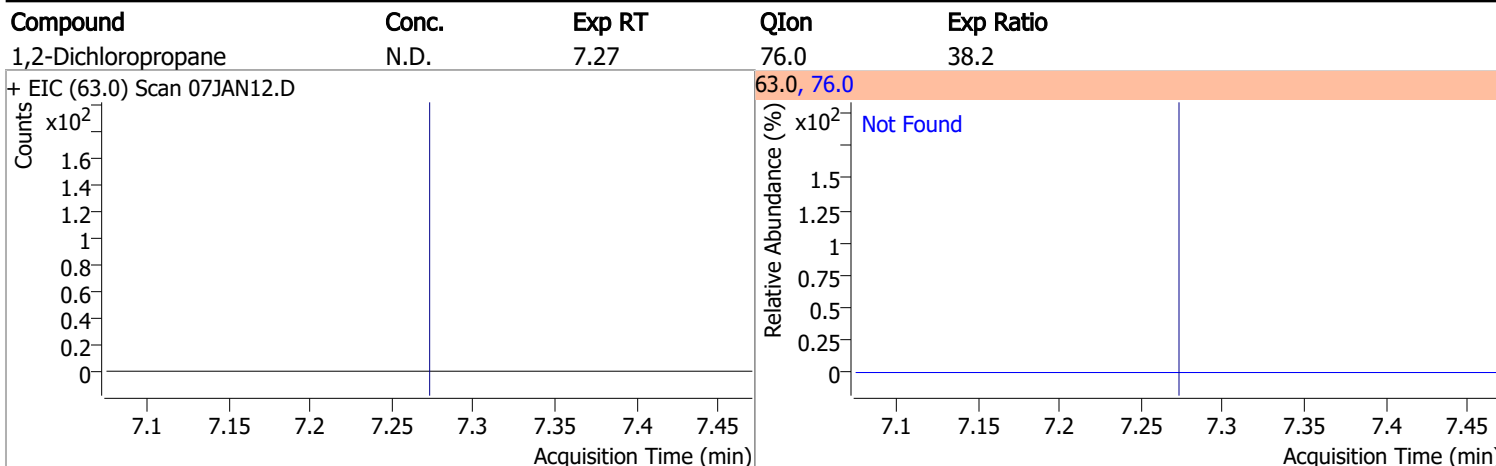 Compound Conc. Exp RT QIon Exp Ratio
1,2-Dichloropropane N.D. 7.27 76.0 38.2
+ EIC (63.0) Scan 07JAN12.D
Counts
x10²
1.6
1.4
1.2
1
0.8
0.6
0.4
0.2
0
7.1 7.15 7.2 7.25 7.3 7.35 7.4 7.45
Acquisition Time (min)
63.0, 76.0
Relative Abundance (%)
x10²
Not Found
1.5
1.25
1
0.75
0.5
0.25
0
7.1 7.15 7.2 7.25 7.3 7.35 7.4 7.45
Acquisition Time (min)